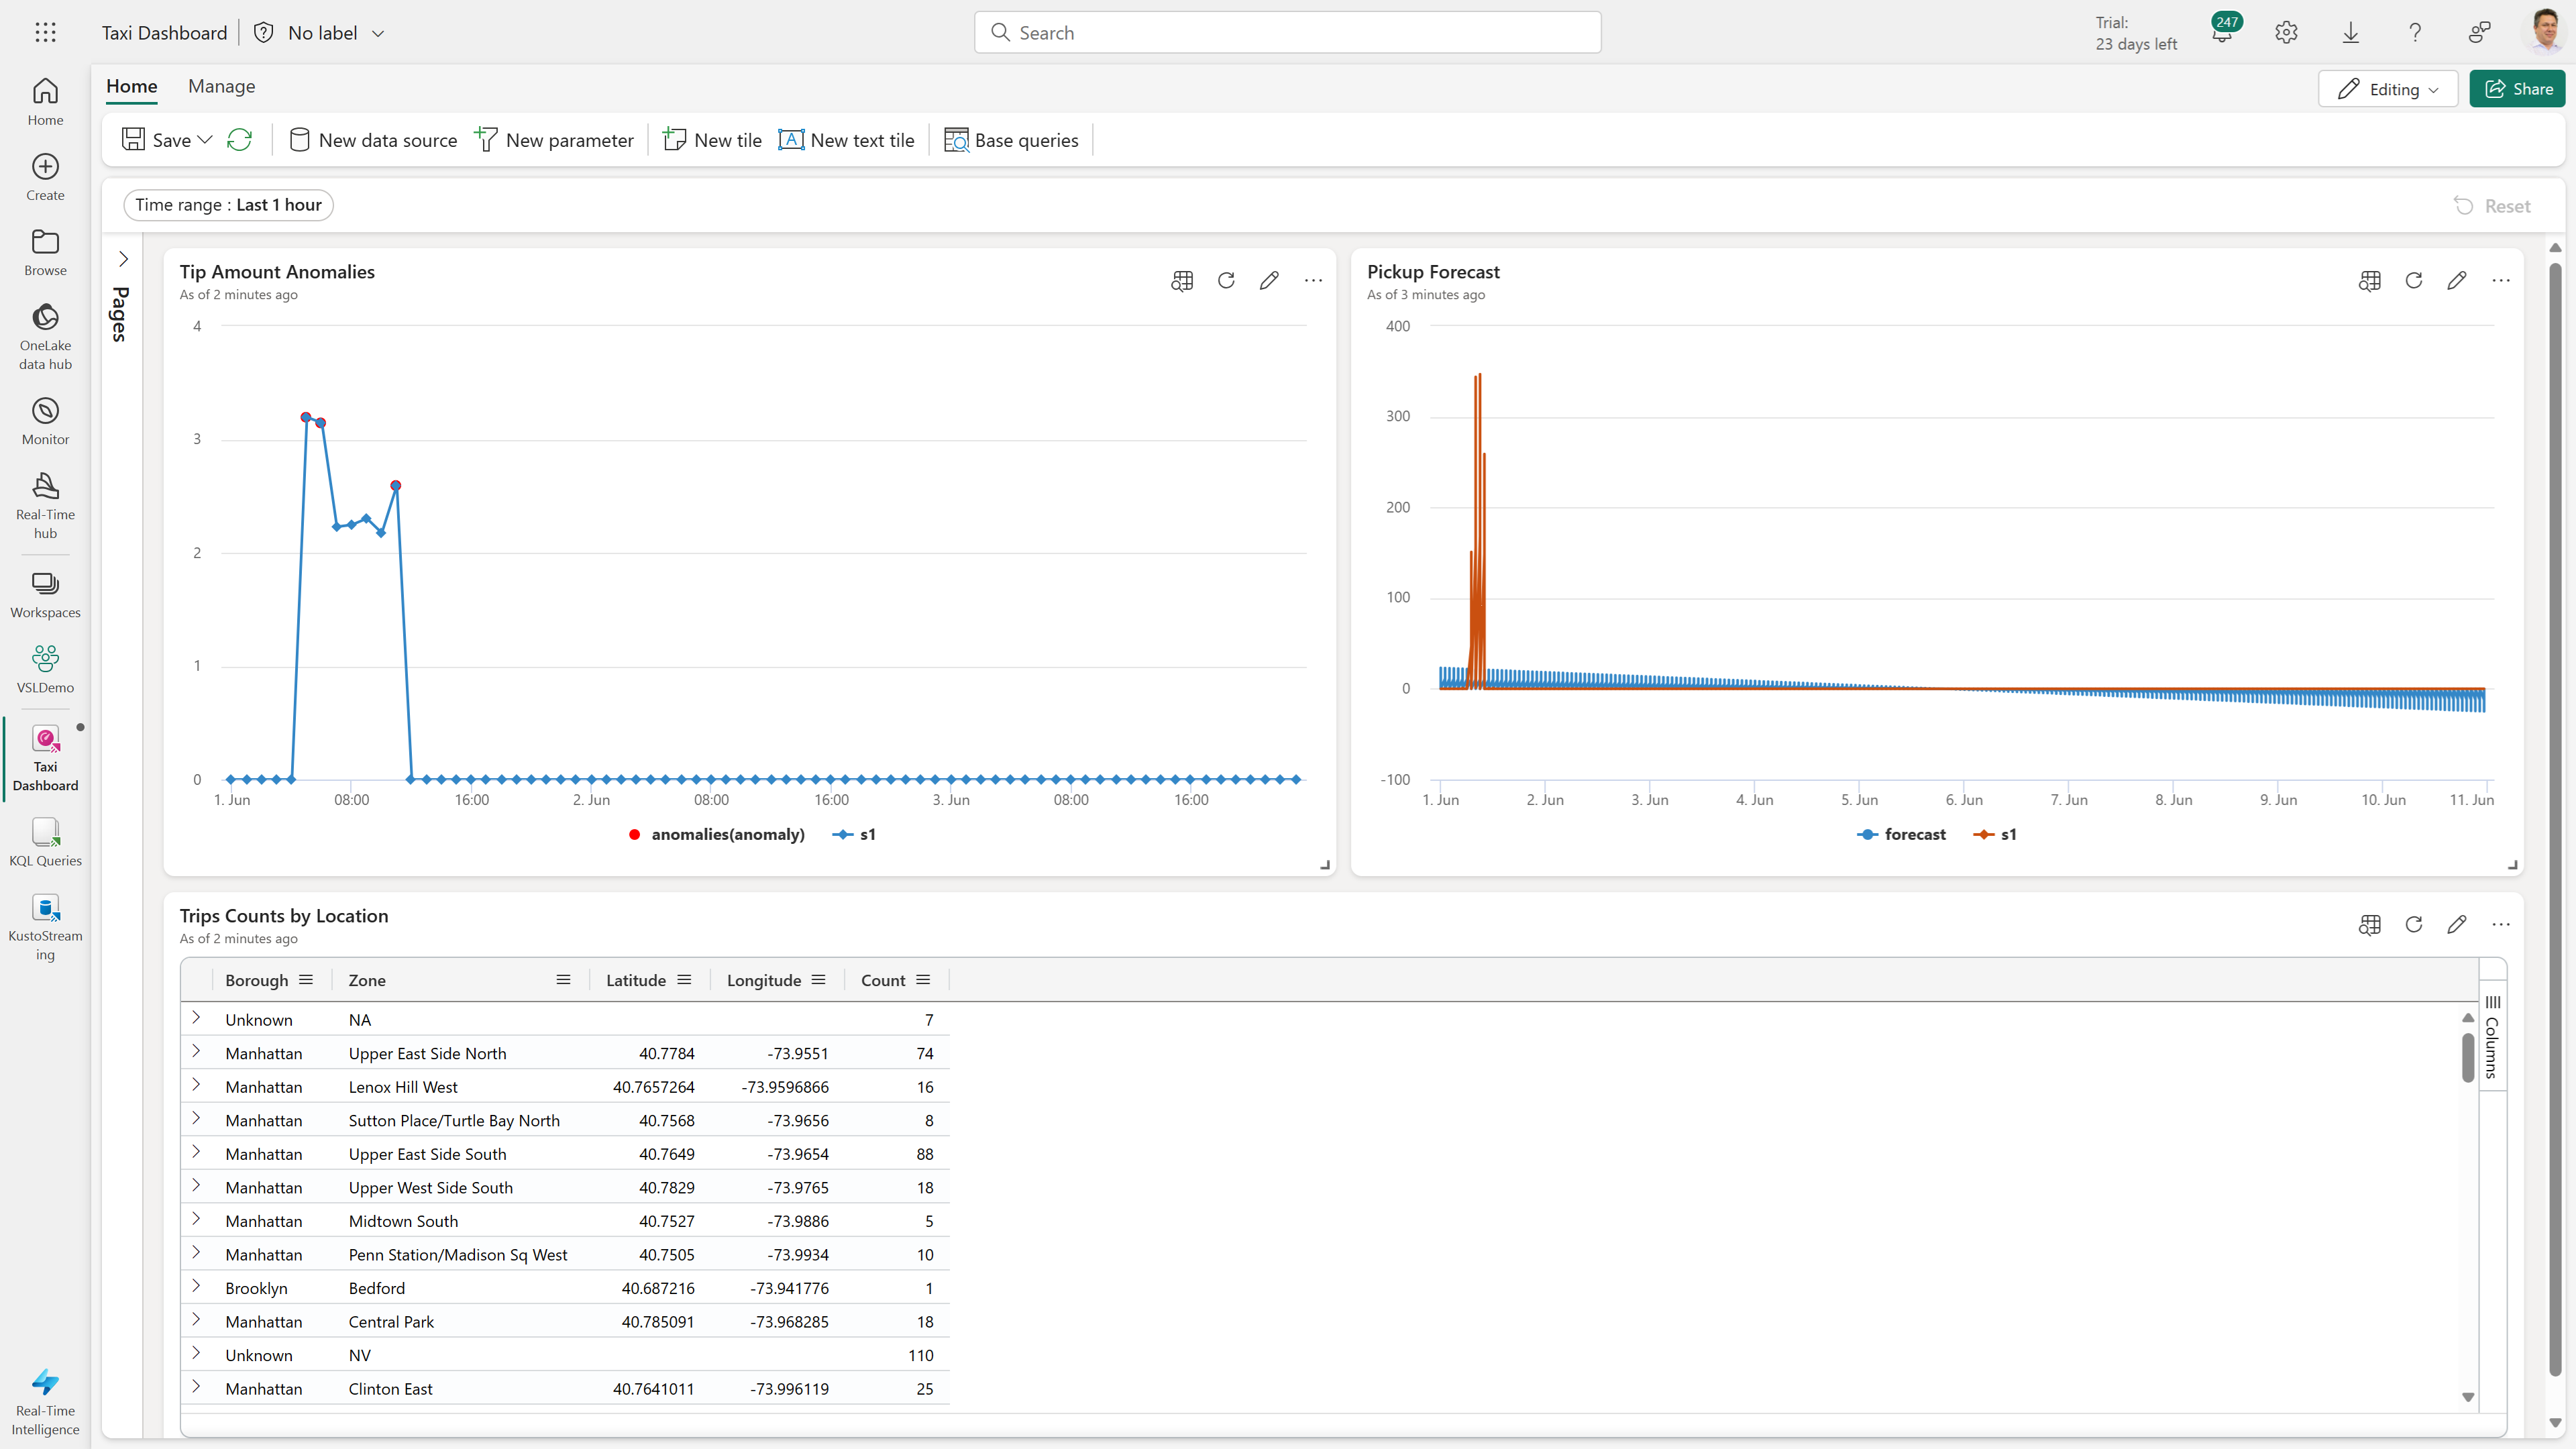 Taxi Dashboard
No label
Search
Trial:
23 days left
247
Home
Manage
Editing
Share
Save
New data source
New parameter
New tile
New text tile
Base queries
Time range : Last 1 hour
Reset
Home
Create
Browse
OneLake
data hub
Monitor
Real-Time
hub
Workspaces
VSLDemo
Taxi
Dashboard
KQL Queries
KustoStream
ing
Real-Time
Intelligence
Pages
Tip Amount Anomalies
As of 2 minutes ago
4
3
2
1
0
1. Jun 08:00 16:00 2. Jun 08:00 16:00 3. Jun 08:00 16:00
anomalies(anomaly) s1
Pickup Forecast
As of 3 minutes ago
400
300
200
100
0
-100
1. Jun 2. Jun 3. Jun 4. Jun 5. Jun 6. Jun 7. Jun 8. Jun 9. Jun 10. Jun 11. Jun
forecast s1
Trips Counts by Location
As of 2 minutes ago
Borough Zone Latitude Longitude Count
Unknown NA 7
Manhattan Upper East Side North 40.7784 -73.9551 74
Manhattan Lenox Hill West 40.7657264 -73.9596866 16
Manhattan Sutton Place/Turtle Bay North 40.7568 -73.9656 8
Manhattan Upper East Side South 40.7649 -73.9654 88
Manhattan Upper West Side South 40.7829 -73.9765 18
Manhattan Midtown South 40.7527 -73.9886 5
Manhattan Penn Station/Madison Sq West 40.7505 -73.9934 10
Brooklyn Bedford 40.687216 -73.941776 1
Manhattan Central Park 40.785091 -73.968285 18
Unknown NV 110
Manhattan Clinton East 40.7641011 -73.996119 25
Columns